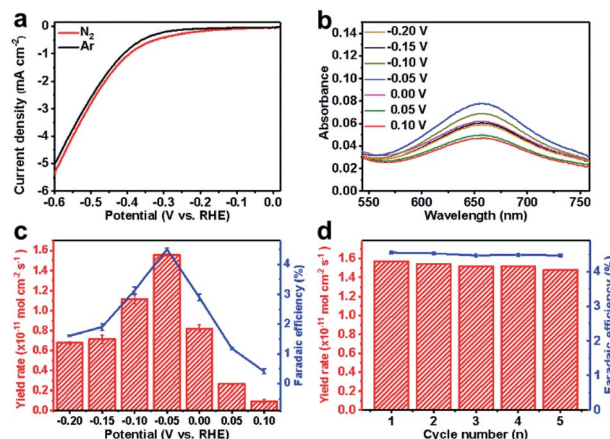 a
N₂
Ar
Current density (mA cm⁻²)
0
-1
-2
-3
-4
-5
-6
-0.6 -0.5 -0.4 -0.3 -0.2 -0.1 0.0
Potential (V vs. RHE)
b
-0.20 V
-0.15 V
-0.10 V
-0.05 V
0.00 V
0.05 V
0.10 V
Absorbance
0.14
0.12
0.10
0.08
0.06
0.04
0.02
0.00
550 600 650 700 750
Wavelength (nm)
c
Yield rate (x10⁻¹¹ mol cm⁻² s⁻¹)
1.6
1.4
1.2
1.0
0.8
0.6
0.4
0.2
0.0
-0.20 -0.15 -0.10 -0.05 0.00 0.05 0.10
Potential (V vs. RHE)
4
3
2
1
0
Faradaic efficiency (%)
d
Yield rate (x10⁻¹¹ mol cm⁻² s⁻¹)
1.6
1.4
1.2
1.0
0.8
0.6
0.4
0.2
0.0
1 2 3 4 5
Cycle number (n)
4
3
2
1
0
Faradaic efficiency (%)